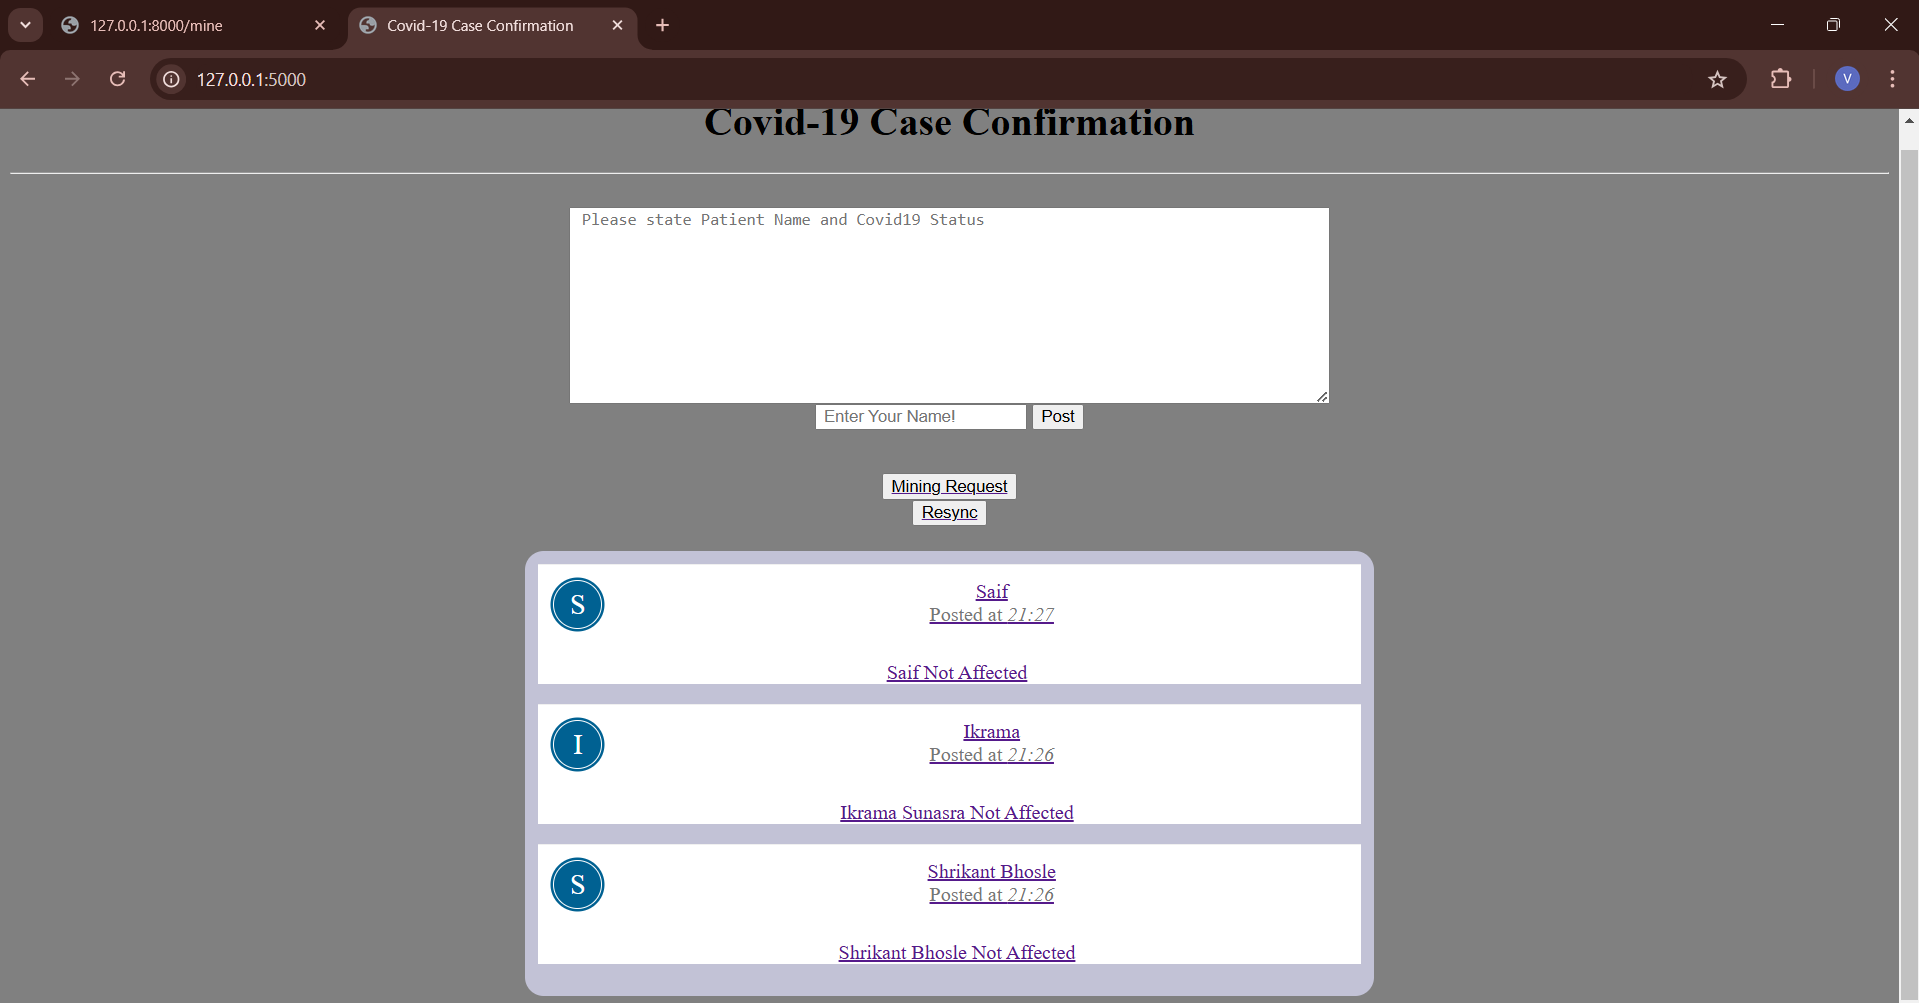 127.0.0.1:8000/mine
Covid-19 Case Confirmation
127.0.0.1:5000
V
Covid-19 Case Confirmation
Please state Patient Name and Covid19 Status
Enter Your Name! Post
Mining Request
Resync
S
Saif
Posted at 21:27
Saif Not Affected
I
Ikrama
Posted at 21:26
Ikrama Sunasra Not Affected
S
Shrikant Bhosle
Posted at 21:26
Shrikant Bhosle Not Affected